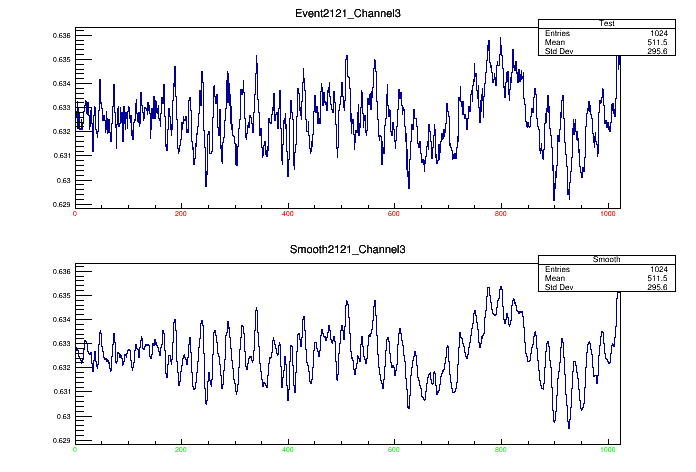 Event2121_Channel3
Test
Entries 1024
Mean 511.5
Std Dev 295.6
0.636
0.635
0.634
0.633
0.632
0.631
0.63
0.629
0 200 400 600 800 1000
Smooth2121_Channel3
Smooth
Entries 1024
Mean 511.5
Std Dev 295.6
0.636
0.635
0.634
0.633
0.632
0.631
0.63
0.629
0 200 400 600 800 1000